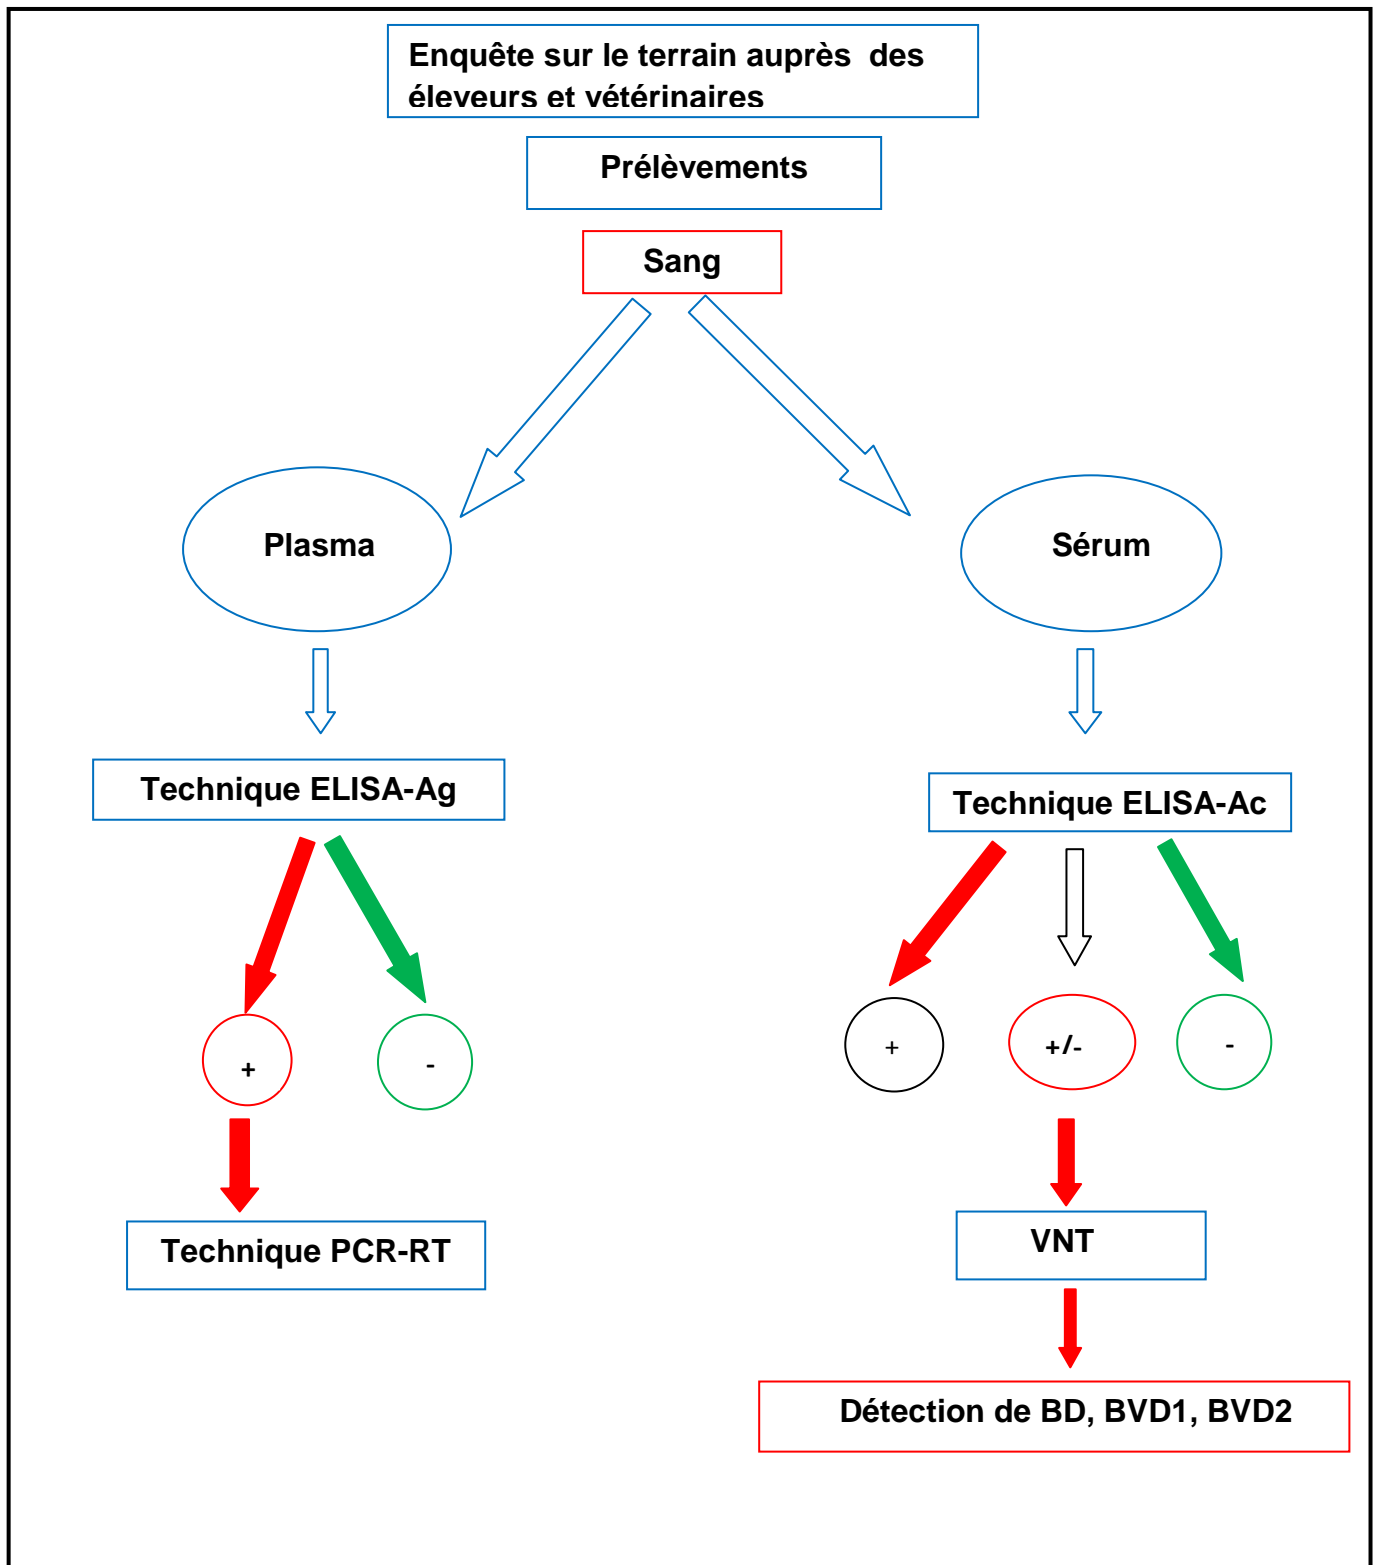 Enquête sur le terrain auprès des
éleveurs et vétérinaires
Prélèvements
Sang
Plasma
Sérum
Technique ELISA-Ag
Technique ELISA-Ac
+
-
+
+/-
-
Technique PCR-RT
VNT
Détection de BD, BVD1, BVD2